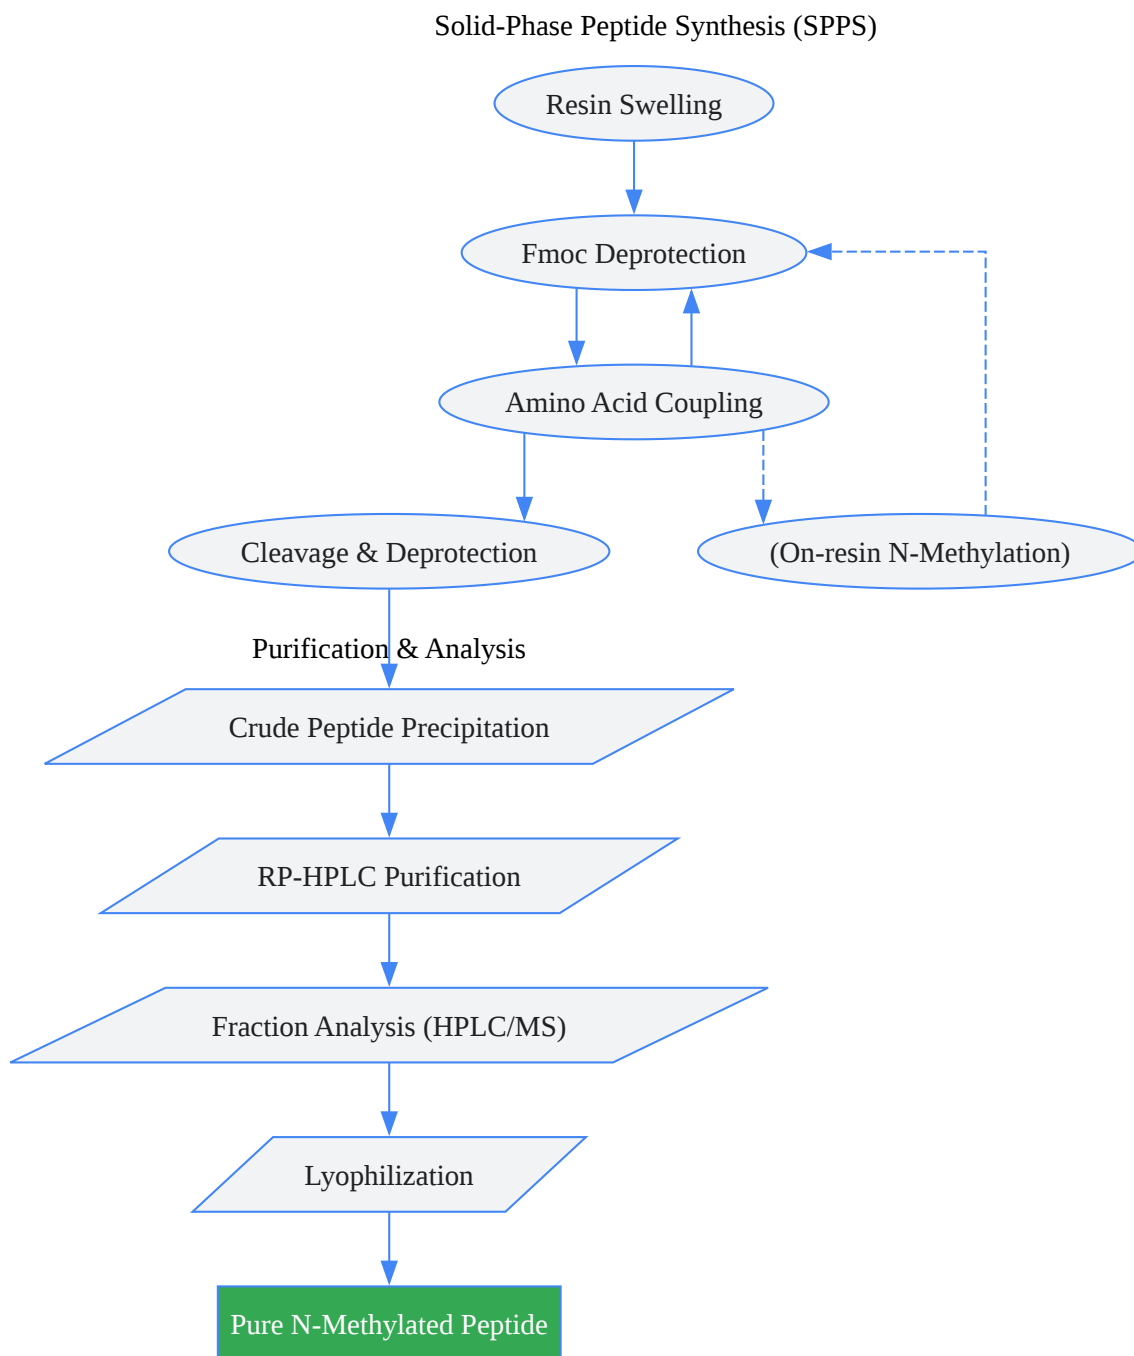 Solid-Phase Peptide Synthesis (SPPS)
Resin Swelling
Fmoc Deprotection
Amino Acid Coupling
Cleavage & Deprotection
(On-resin N-Methylation)
Purification & Analysis
Crude Peptide Precipitation
RP-HPLC Purification
Fraction Analysis (HPLC/MS)
Lyophilization
Pure N-Methylated Peptide